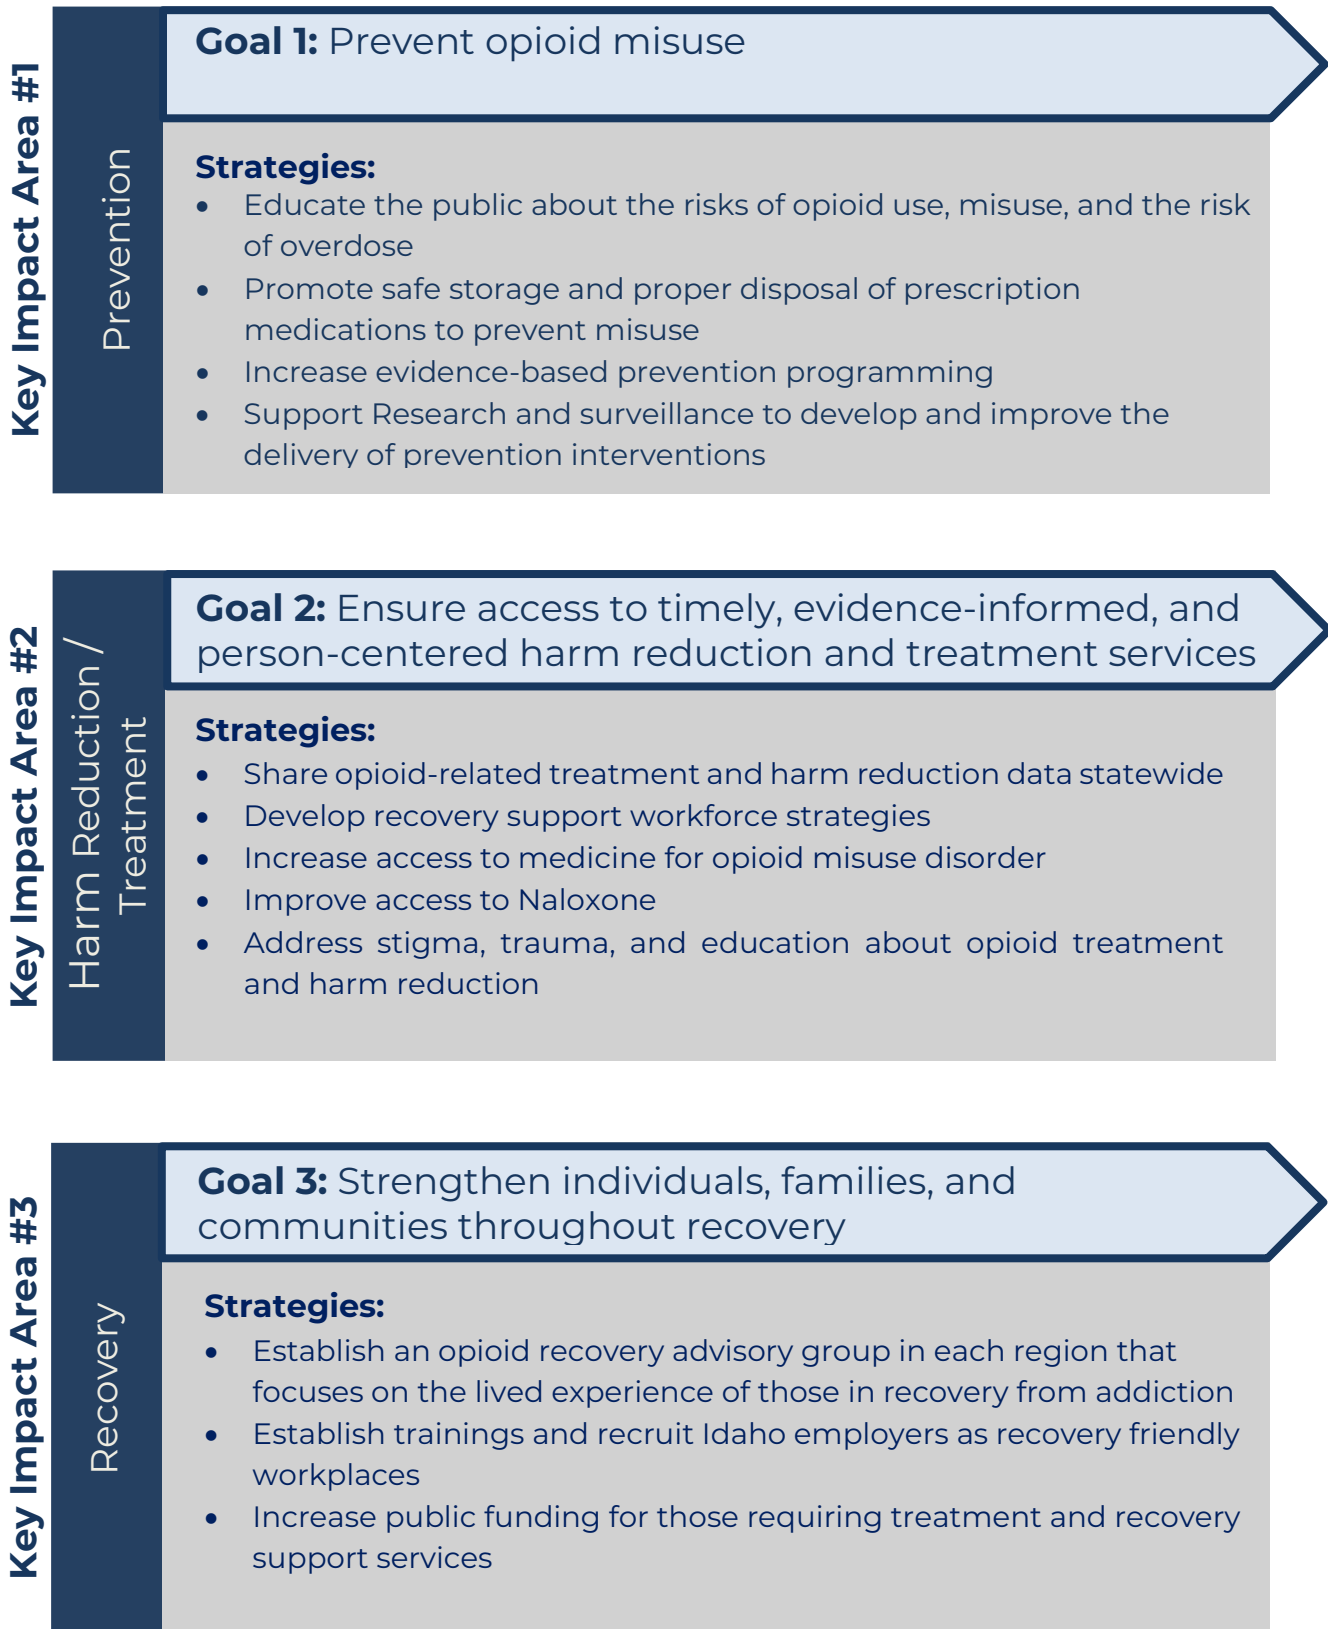 Key Impact Area #1
Prevention
Goal 1: Prevent opioid misuse
Strategies:
• Educate the public about the risks of opioid use, misuse, and the risk
of overdose
• Promote safe storage and proper disposal of prescription
medications to prevent misuse
• Increase evidence-based prevention programming
• Support Research and surveillance to develop and improve the
delivery of prevention interventions
Key Impact Area #2
Harm Reduction /
Treatment
Goal 2: Ensure access to timely, evidence-informed, and
person-centered harm reduction and treatment services
Strategies:
• Share opioid-related treatment and harm reduction data statewide
• Develop recovery support workforce strategies
• Increase access to medicine for opioid misuse disorder
• Improve access to Naloxone
• Address stigma, trauma, and education about opioid treatment
and harm reduction
Key Impact Area #3
Recovery
Goal 3: Strengthen individuals, families, and
communities throughout recovery
Strategies:
• Establish an opioid recovery advisory group in each region that
focuses on the lived experience of those in recovery from addiction
• Establish trainings and recruit Idaho employers as recovery friendly
workplaces
• Increase public funding for those requiring treatment and recovery
support services